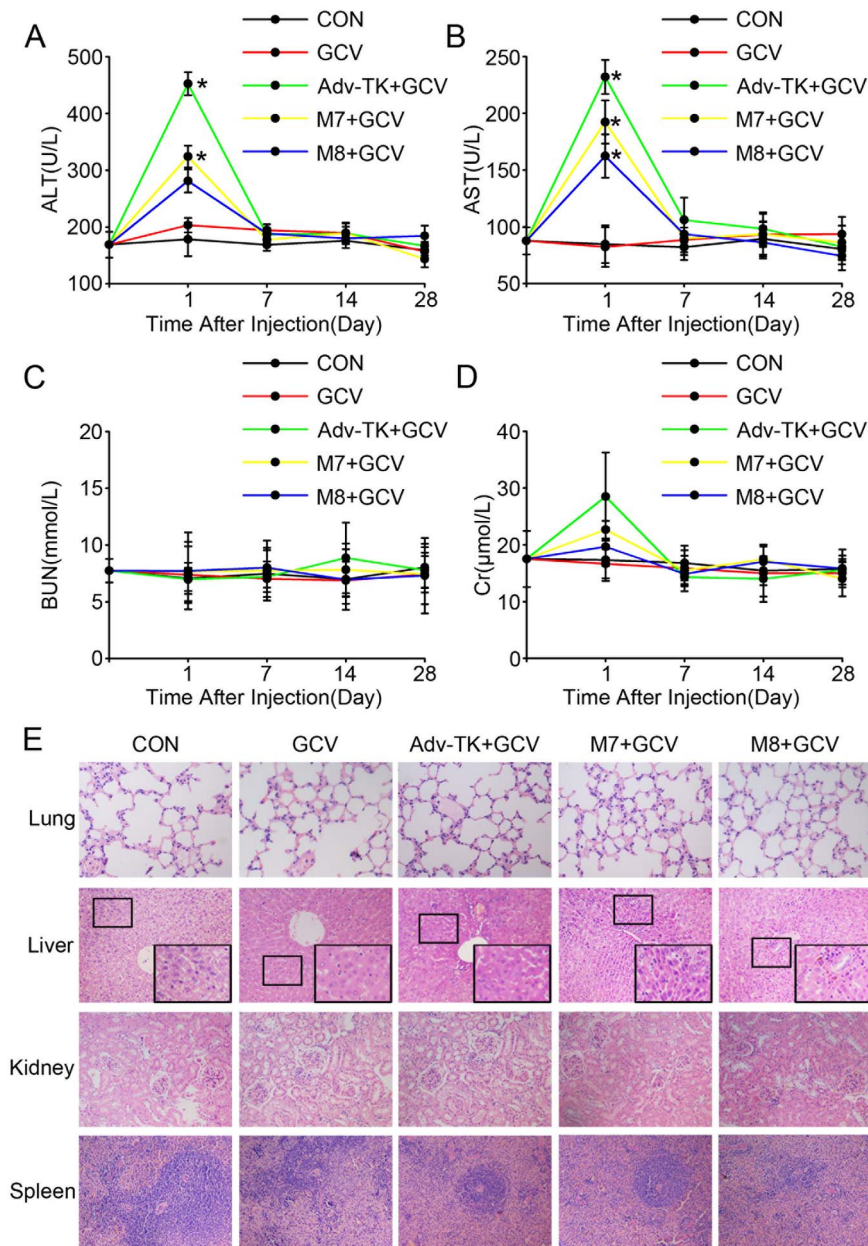 A
ALT(U/L)
500
400
300
200
100
1 7 14 28
Time After Injection(Day)
CON
GCV
Adv-TK+GCV
M7+GCV
M8+GCV
*
*
B
AST(U/L)
250
200
150
100
50
1 7 14 28
Time After Injection(Day)
CON
GCV
Adv-TK+GCV
M7+GCV
M8+GCV
*
*
*
C
BUN(mmol/L)
20
15
10
5
0
1 7 14 28
Time After Injection(Day)
CON
GCV
Adv-TK+GCV
M7+GCV
M8+GCV
D
Cr(μmol/L)
40
30
20
10
0
1 7 14 28
Time After Injection(Day)
CON
GCV
Adv-TK+GCV
M7+GCV
M8+GCV
E
CON GCV Adv-TK+GCV M7+GCV M8+GCV
Lung
Liver
Kidney
Spleen